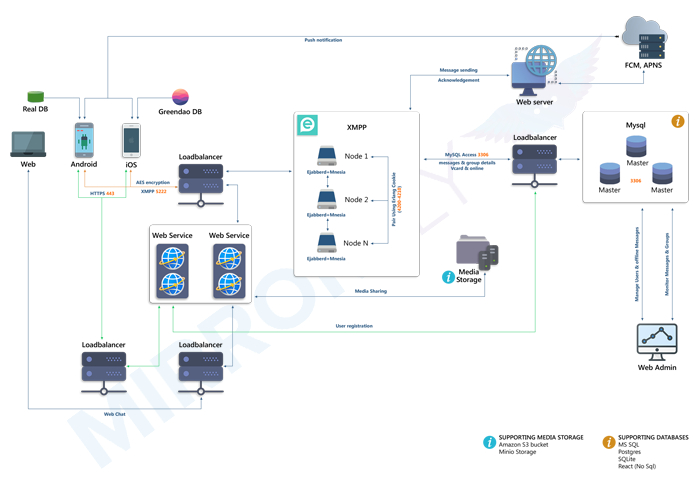 Push notification
FCM, APNS
Message sending
Acknowledgement
Web server
Real DB
Greendao DB
Web
Android
iOS
Loadbalancer
HTTPS 443
AES encryption
XMPP 5222
XMPP
Node 1
Ejabberd+Mnesia
Node 2
Ejabberd+Mnesia
Node N
Ejabberd+Mnesia
Pair Using Erlang Cookie
(4200-4210)
Loadbalancer
MySQL Access 3306
messages & group details
Vcard & online
Mysql
Master
Master
3306
Master
Web Service
Web Service
Media
Storage
Media Sharing
User registration
Manage Users & offline Messages
Monitor Messages & Groups
Web Admin
Loadbalancer
Loadbalancer
Web Chat
SUPPORTING MEDIA STORAGE
Amazon S3 bucket
Minio Storage
SUPPORTING DATABASES
MS SQL
Postgres
SQLite
React (No Sql)
MIRRORFLY